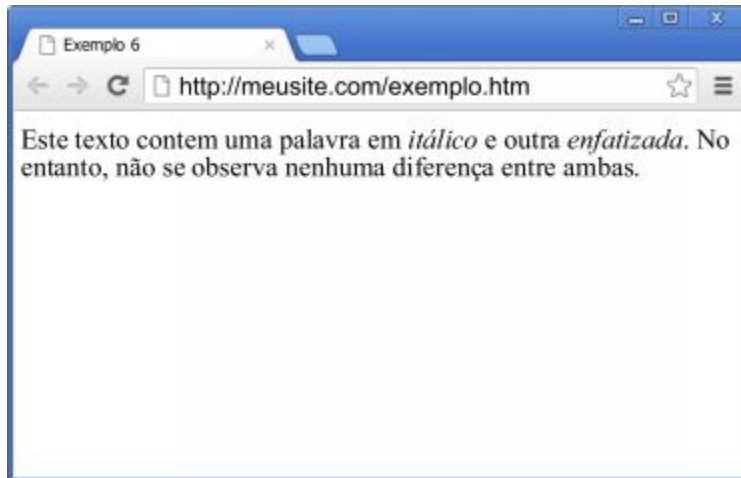 Exemplo 6
http://meusite.com/exemplo.htm
Este texto contem uma palavra em itálico e outra enfatizada. No
entanto, não se observa nenhuma diferença entre ambas.